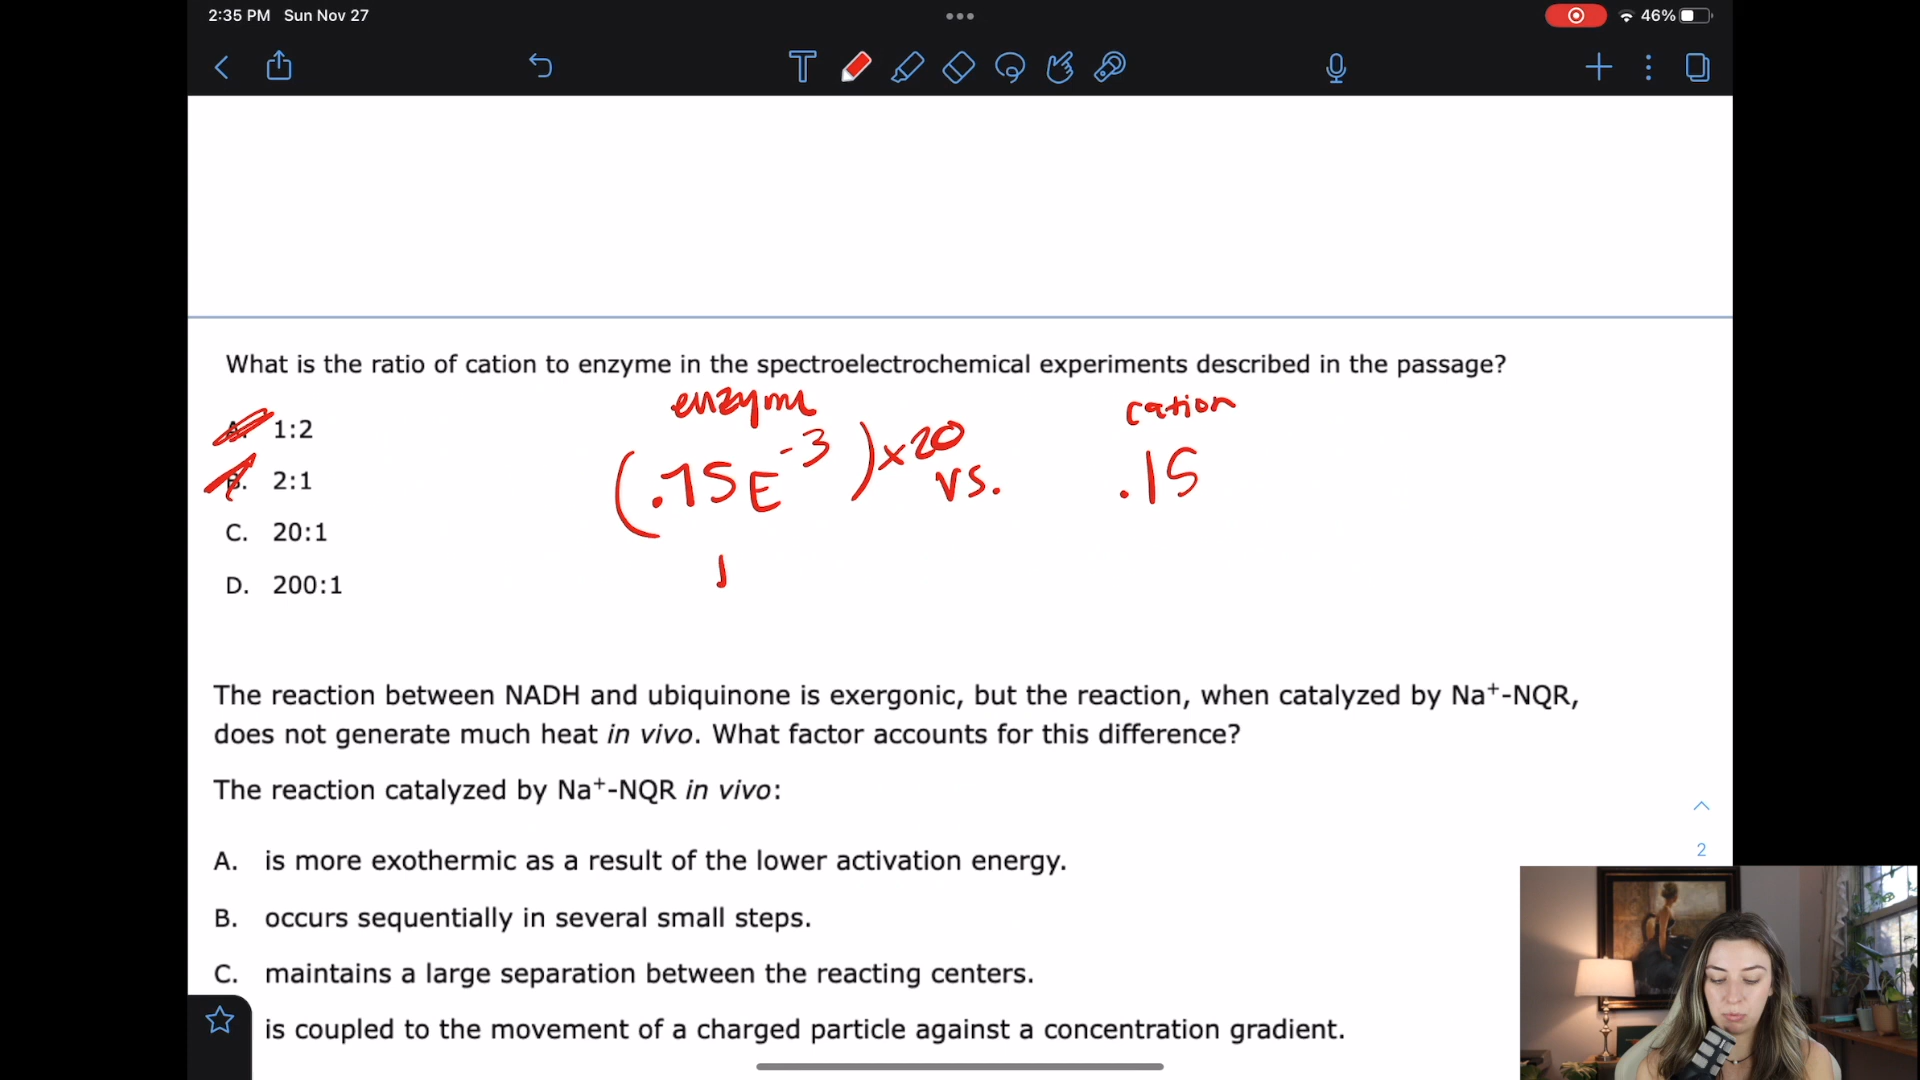 2:35 PM Sun Nov 27
46%
What is the ratio of cation to enzyme in the spectroelectrochemical experiments described in the passage?
enzyme
cation
A. 1:2
(.75E⁻³)x20 vs. .15
B. 2:1
C. 20:1
1
D. 200:1
The reaction between NADH and ubiquinone is exergonic, but the reaction, when catalyzed by Na⁺-NQR,
does not generate much heat in vivo. What factor accounts for this difference?
The reaction catalyzed by Na⁺-NQR in vivo:
2
A. is more exothermic as a result of the lower activation energy.
B. occurs sequentially in several small steps.
C. maintains a large separation between the reacting centers.
is coupled to the movement of a charged particle against a concentration gradient.